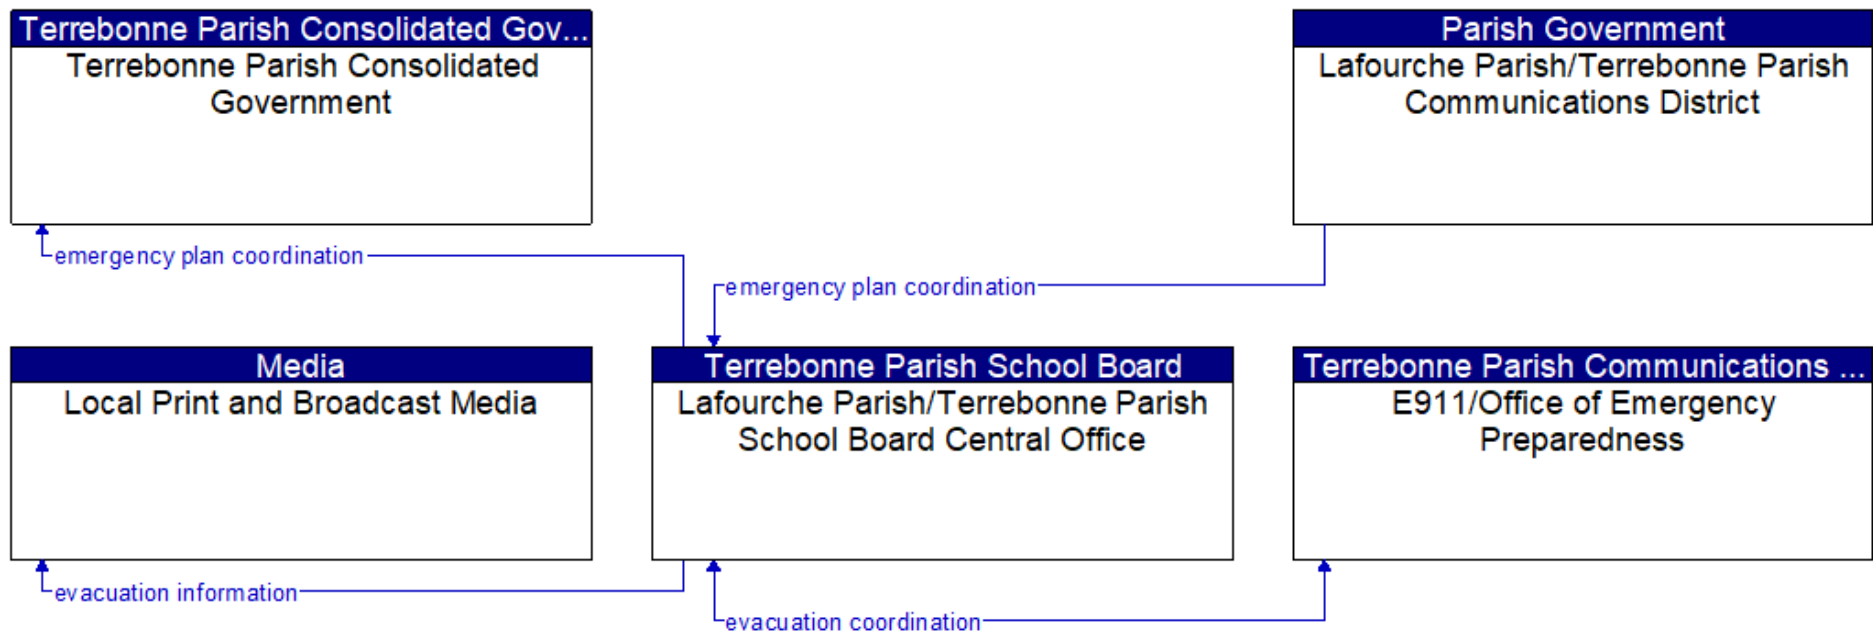 Terrebonne Parish Consolidated Gov...
Terrebonne Parish Consolidated
Government
Parish Government
Lafourche Parish/Terrebonne Parish
Communications District
emergency plan coordination
emergency plan coordination
Media
Local Print and Broadcast Media
Terrebonne Parish School Board
Lafourche Parish/Terrebonne Parish
School Board Central Office
Terrebonne Parish Communications ...
E911/Office of Emergency
Preparedness
evacuation information
evacuation coordination